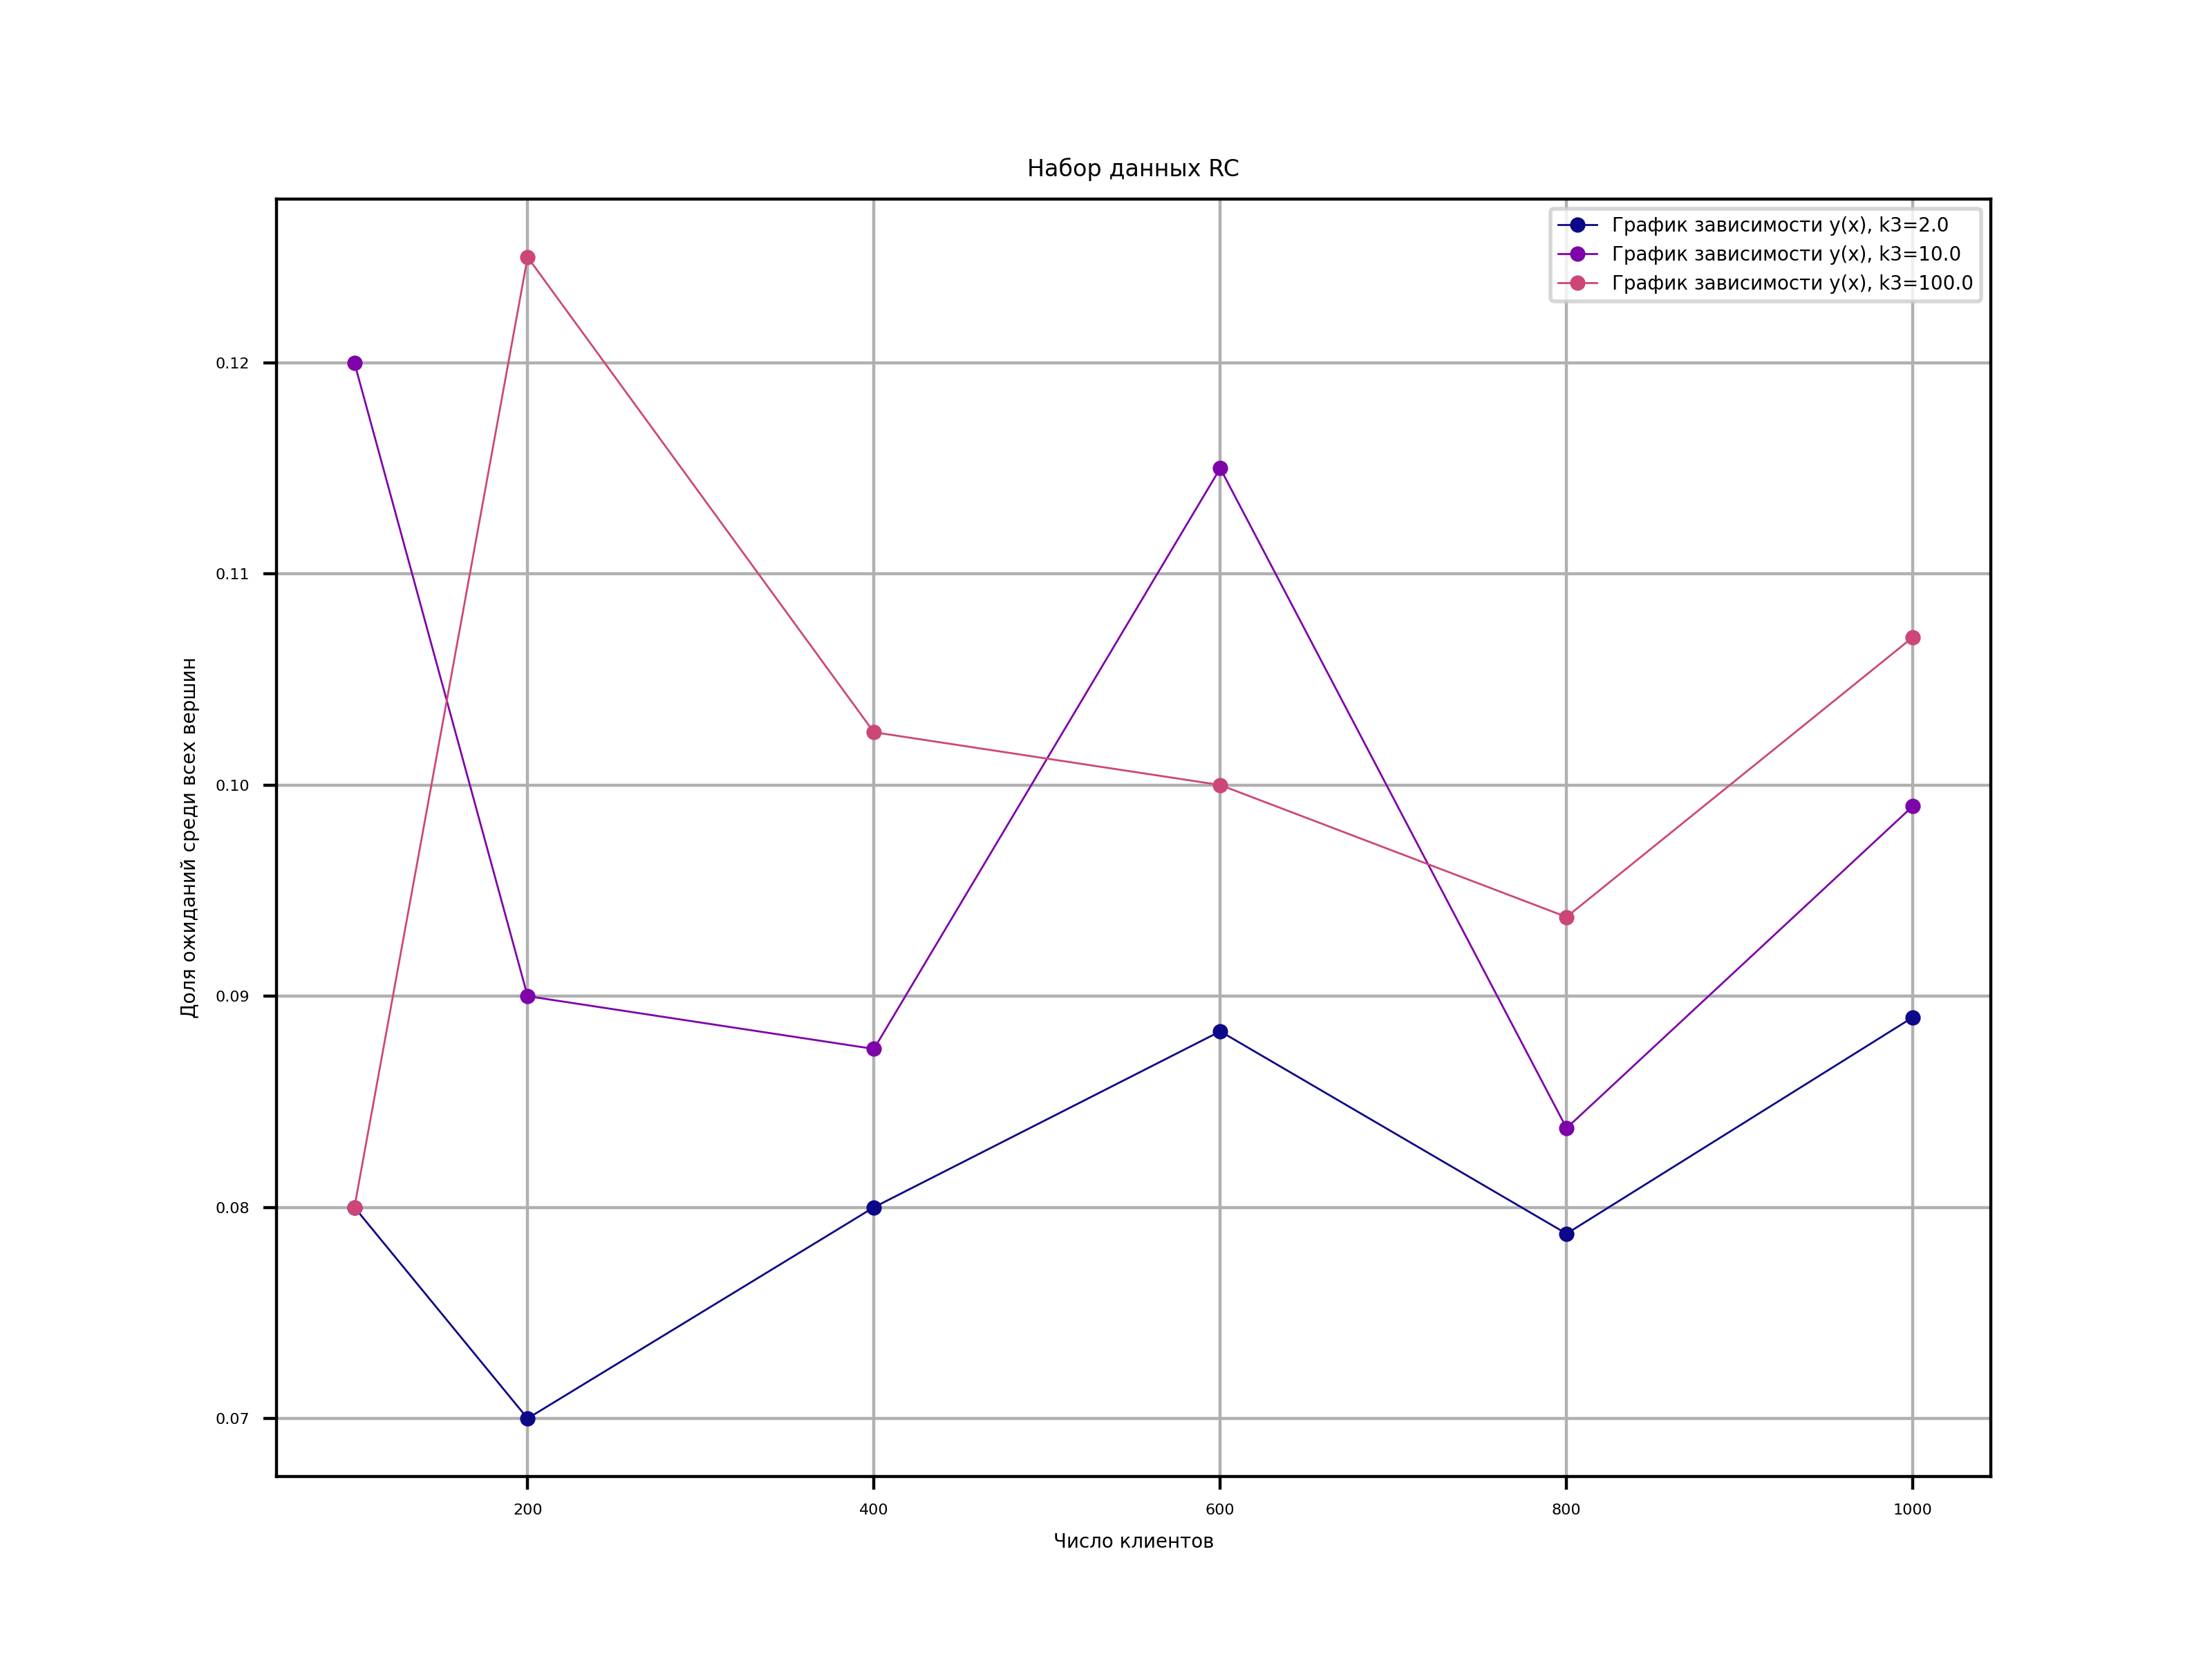 Набор данных RC
График зависимости y(x), k3=2.0
График зависимости y(x), k3=10.0
График зависимости y(x), k3=100.0
0.12
0.11
0.10
0.09
0.08
0.07
Доля ожиданий среди всех вершин
200 400 600 800 1000
Число клиентов